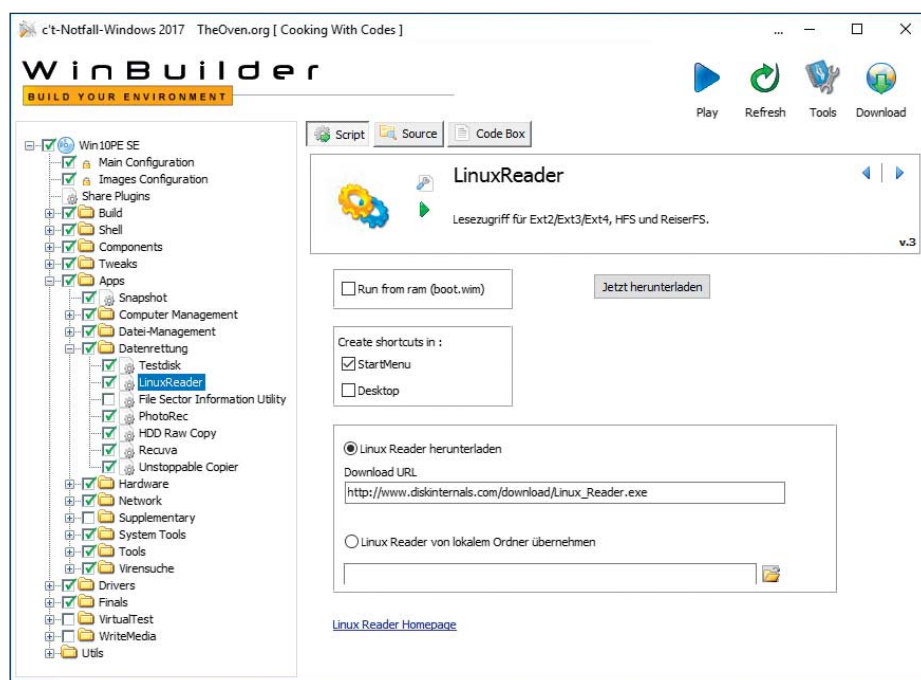 c't-Notfall-Windows 2017 TheOven.org [ Cooking With Codes ]
...
WinBuilder
BUILD YOUR ENVIRONMENT
Play
Refresh
Tools
Download
Win10PE SE
Main Configuration
Images Configuration
Share Plugins
Build
Shell
Components
Tweaks
Apps
Snapshot
Computer Management
Datei-Management
Datenrettung
Testdisk
LinuxReader
File Sector Information Utility
PhotoRec
HDD Raw Copy
Recuva
Unstoppable Copier
Hardware
Network
Supplementary
System Tools
Tools
Virensuche
Drivers
Finals
VirtualTest
WriteMedia
Utils
Script
Source
Code Box
LinuxReader
Lesezugriff für Ext2/Ext3/Ext4, HFS und ReiserFS.
v.3
Run from ram (boot.wim)
Jetzt herunterladen
Create shortcuts in :
StartMenu
Desktop
Linux Reader herunterladen
Download URL
http://www.diskinternals.com/download/Linux_Reader.exe
Linux Reader von lokalem Ordner übernehmen
Linux Reader Homepage